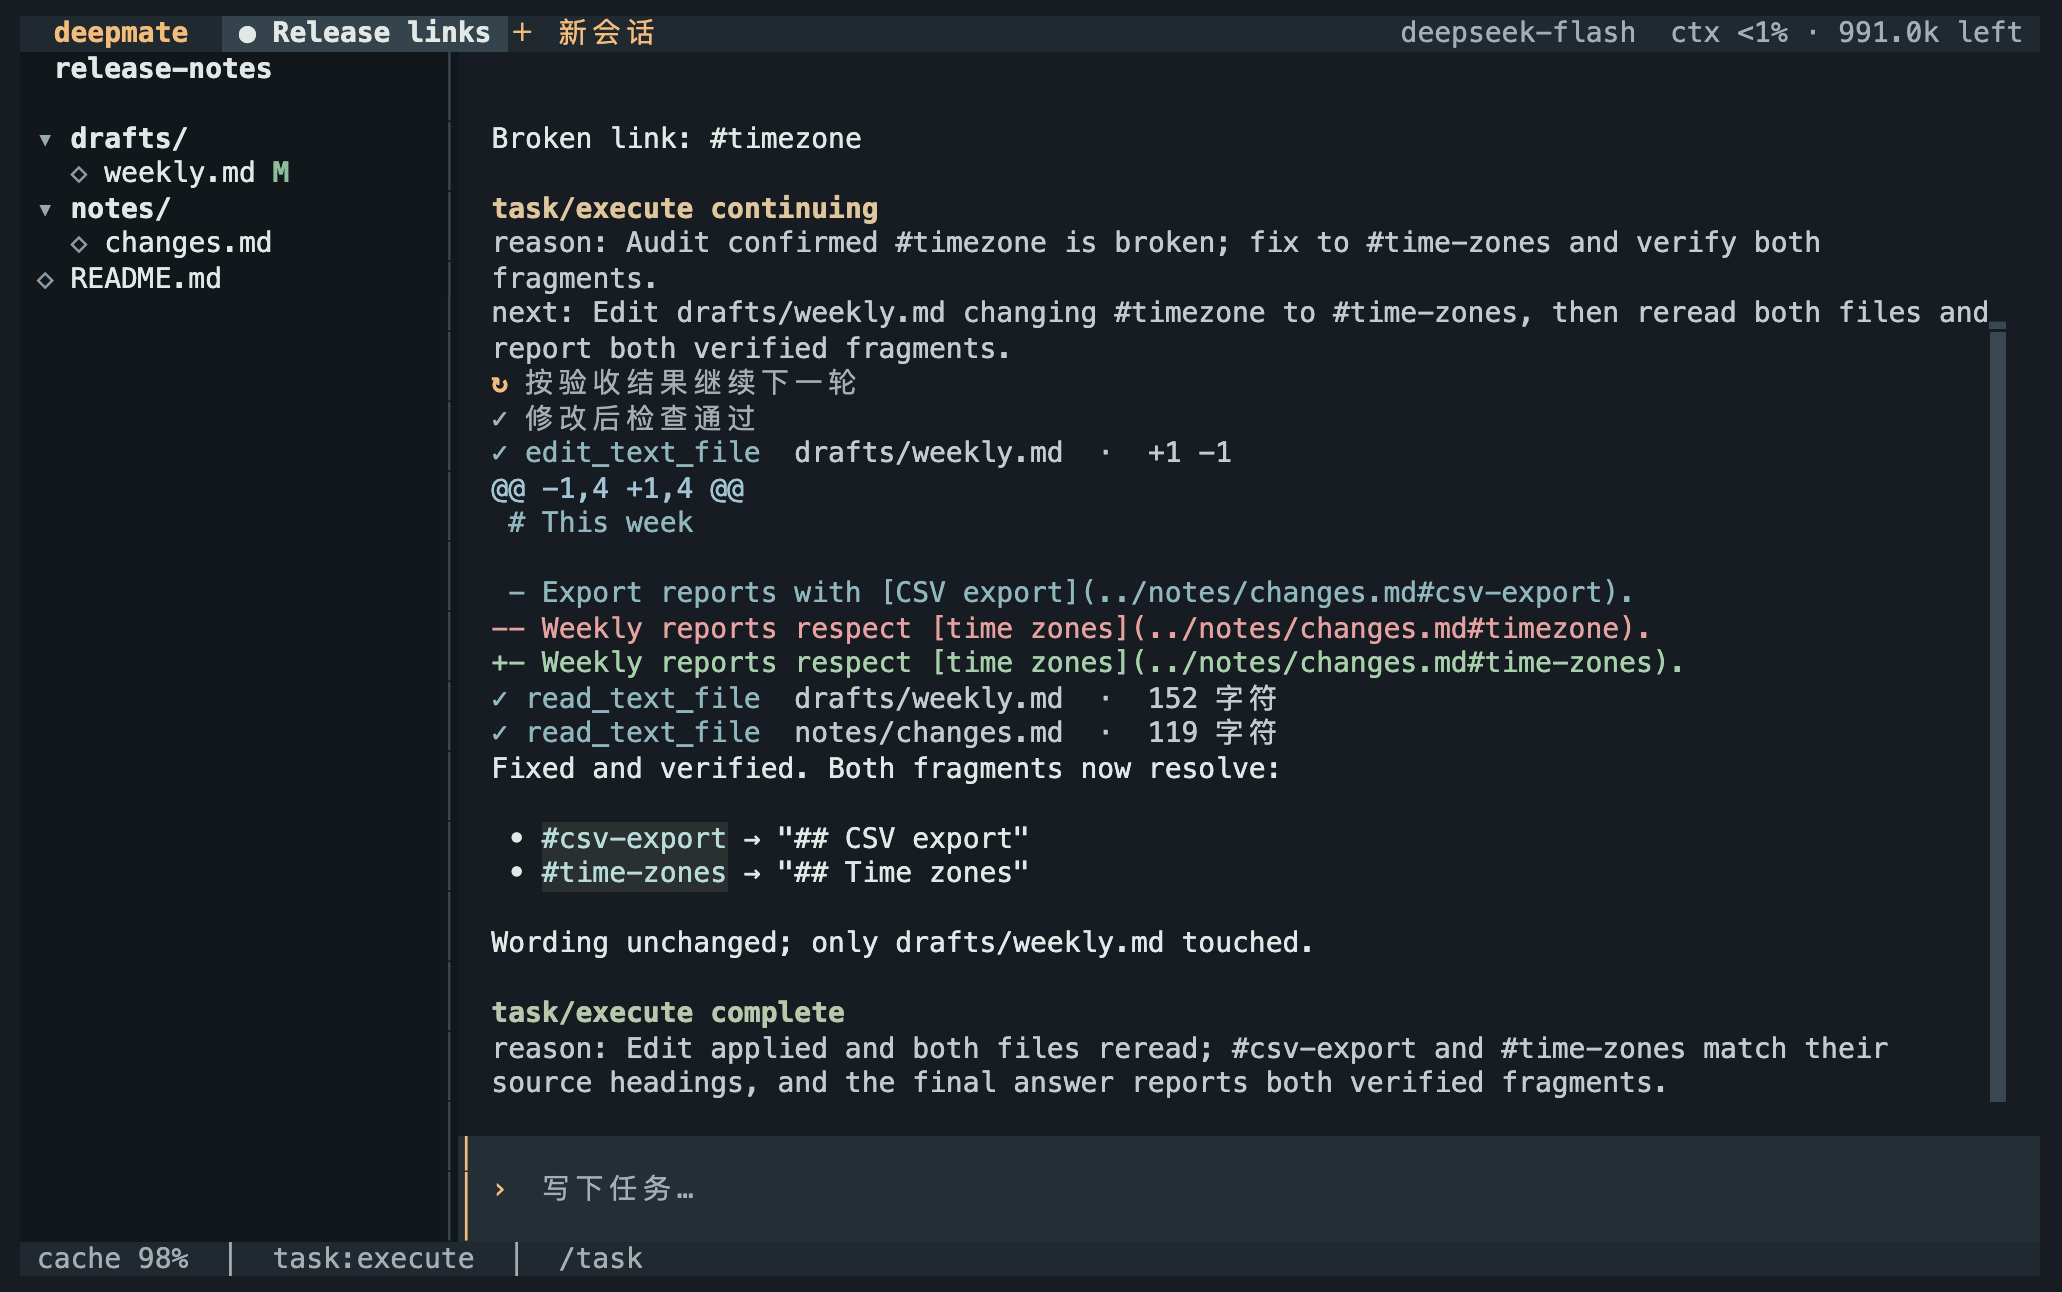 deepmate ● Release links + 新会话 deepseek-flash ctx <1% · 991.0k left
release-notes
▾ drafts/
◇ weekly.md M
▾ notes/
◇ changes.md
◇ README.md
Broken link: #timezone
task/execute continuing
reason: Audit confirmed #timezone is broken; fix to #time-zones and verify both
fragments.
next: Edit drafts/weekly.md changing #timezone to #time-zones, then reread both files and
report both verified fragments.
↻ 按验收结果继续下一轮
✓ 修改后检查通过
✓ edit_text_file drafts/weekly.md · +1 -1
@@ -1,4 +1,4 @@
# This week
- Export reports with [CSV export](../notes/changes.md#csv-export).
-- Weekly reports respect [time zones](../notes/changes.md#timezone).
+- Weekly reports respect [time zones](../notes/changes.md#time-zones).
✓ read_text_file drafts/weekly.md · 152 字符
✓ read_text_file notes/changes.md · 119 字符
Fixed and verified. Both fragments now resolve:
• #csv-export → "## CSV export"
• #time-zones → "## Time zones"
Wording unchanged; only drafts/weekly.md touched.
task/execute complete
reason: Edit applied and both files reread; #csv-export and #time-zones match their
source headings, and the final answer reports both verified fragments.
› 写下任务…
cache 98% │ task:execute │ /task